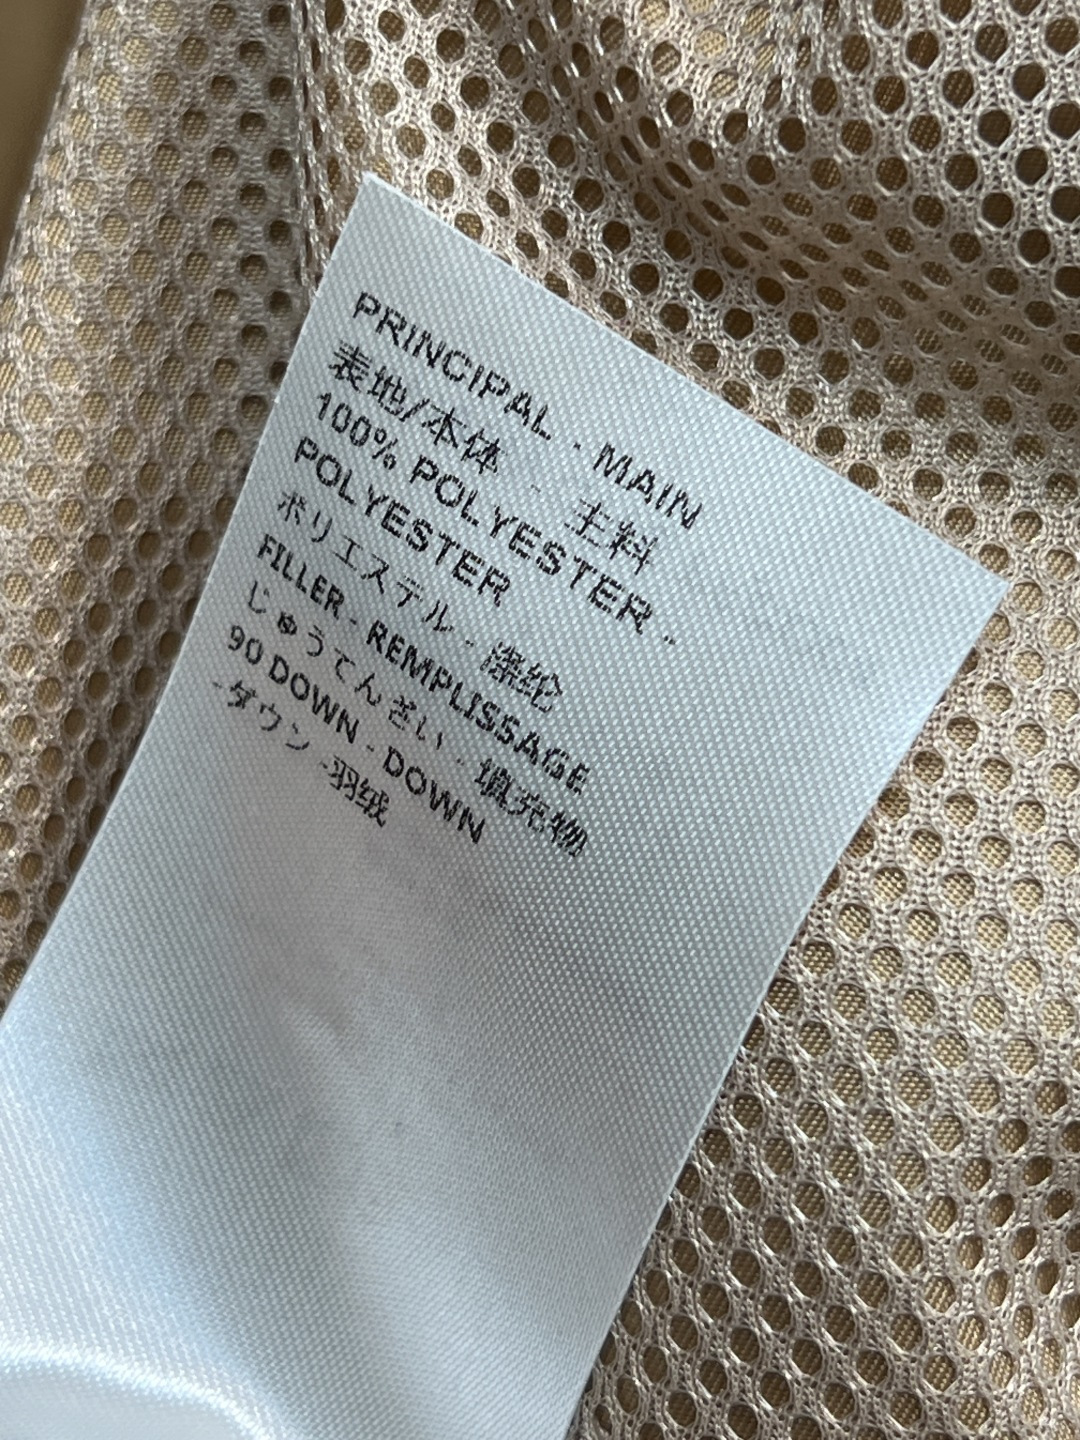 PRINCIPAL - MAIN
表地/本体 - 主料
100% POLYESTER -
POLYESTER
ポリエステル - 涤纶
FILLER - REMPLISSAGE
じゅうてんざい - 填充物
90 DOWN - DOWN
-ダウン -羽绒